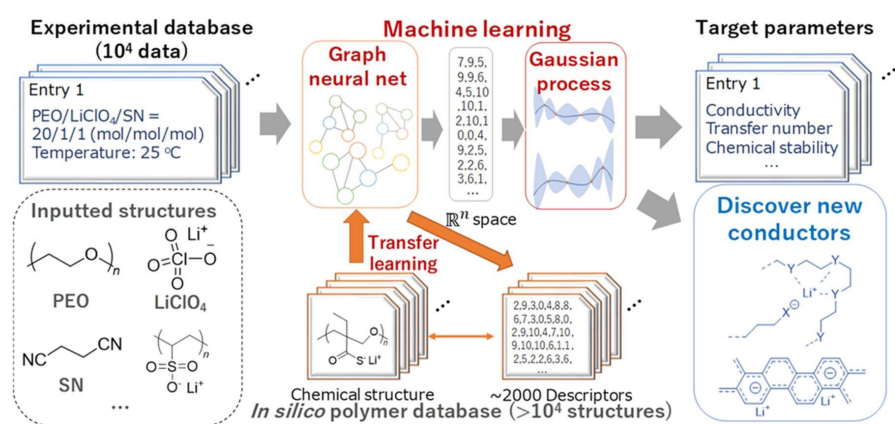 Experimental database
(10⁴ data)
Entry 1
PEO/LiClO₄/SN =
20/1/1 (mol/mol/mol)
Temperature: 25 ºC
...
Inputted structures
O
n
PEO
Li⁺
O
O=Cl–O⁻
O
LiClO₄
NC
CN
SN
n
O=S=O
O⁻ Li⁺
...
Machine learning
Graph
neural net
7,9,5,
9,9,6,
4,5,10
,10,1,
2,10,1
0,0,4,
9,2,5,
2,2,6,
3,6,1,
...
Gaussian
process
ℝⁿ space
Transfer
learning
O
n
O
S⁻ Li⁺
...
Chemical structure
2,9,3,0,4,8,8,
6,7,3,0,5,8,0,
2,9,10,4,7,10,
9,10,10,6,1,1,
2,5,2,2,6,3,6,
...
...
~2000 Descriptors
In silico polymer database (>10⁴ structures)
Target parameters
Entry 1
Conductivity
Transfer number
Chemical stability
...
...
Discover new
conductors
Y
Y
Li⁺
Y
X⊖
Y
Li⁺
Li⁺